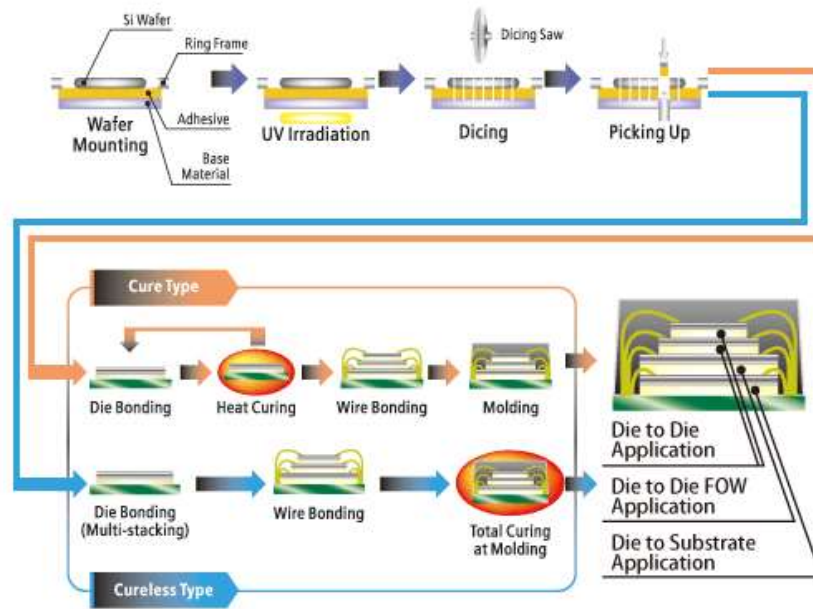 Si Wafer
Ring Frame
Dicing Saw
Adhesive
Wafer
Mounting
Base
Material
UV Irradiation
Dicing
Picking Up
Cure Type
Die Bonding
Heat Curing
Wire Bonding
Molding
Die Bonding
(Multi-stacking)
Wire Bonding
Total Curing
at Molding
Cureless Type
Die to Die
Application
Die to Die FOW
Application
Die to Substrate
Application